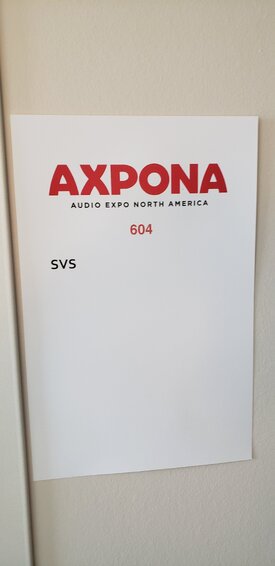 AXPONA
AUDIO EXPO NORTH AMERICA
604
SVS